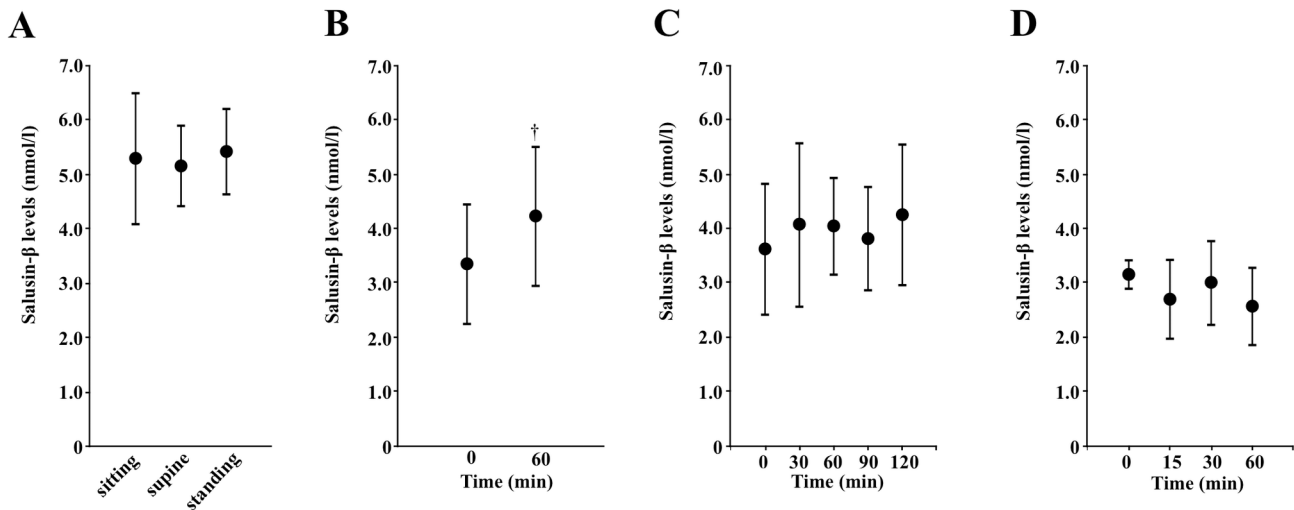 A
Salusin-β levels (nmol/l)
7.0
6.0
5.0
4.0
3.0
2.0
1.0
0
sitting
supine
standing
B
Salusin-β levels (nmol/l)
7.0
6.0
5.0
4.0
3.0
2.0
1.0
0
†
0 60
Time (min)
C
Salusin-β levels (nmol/l)
7.0
6.0
5.0
4.0
3.0
2.0
1.0
0
0 30 60 90 120
Time (min)
D
Salusin-β levels (nmol/l)
7.0
6.0
5.0
4.0
3.0
2.0
1.0
0
0 15 30 60
Time (min)